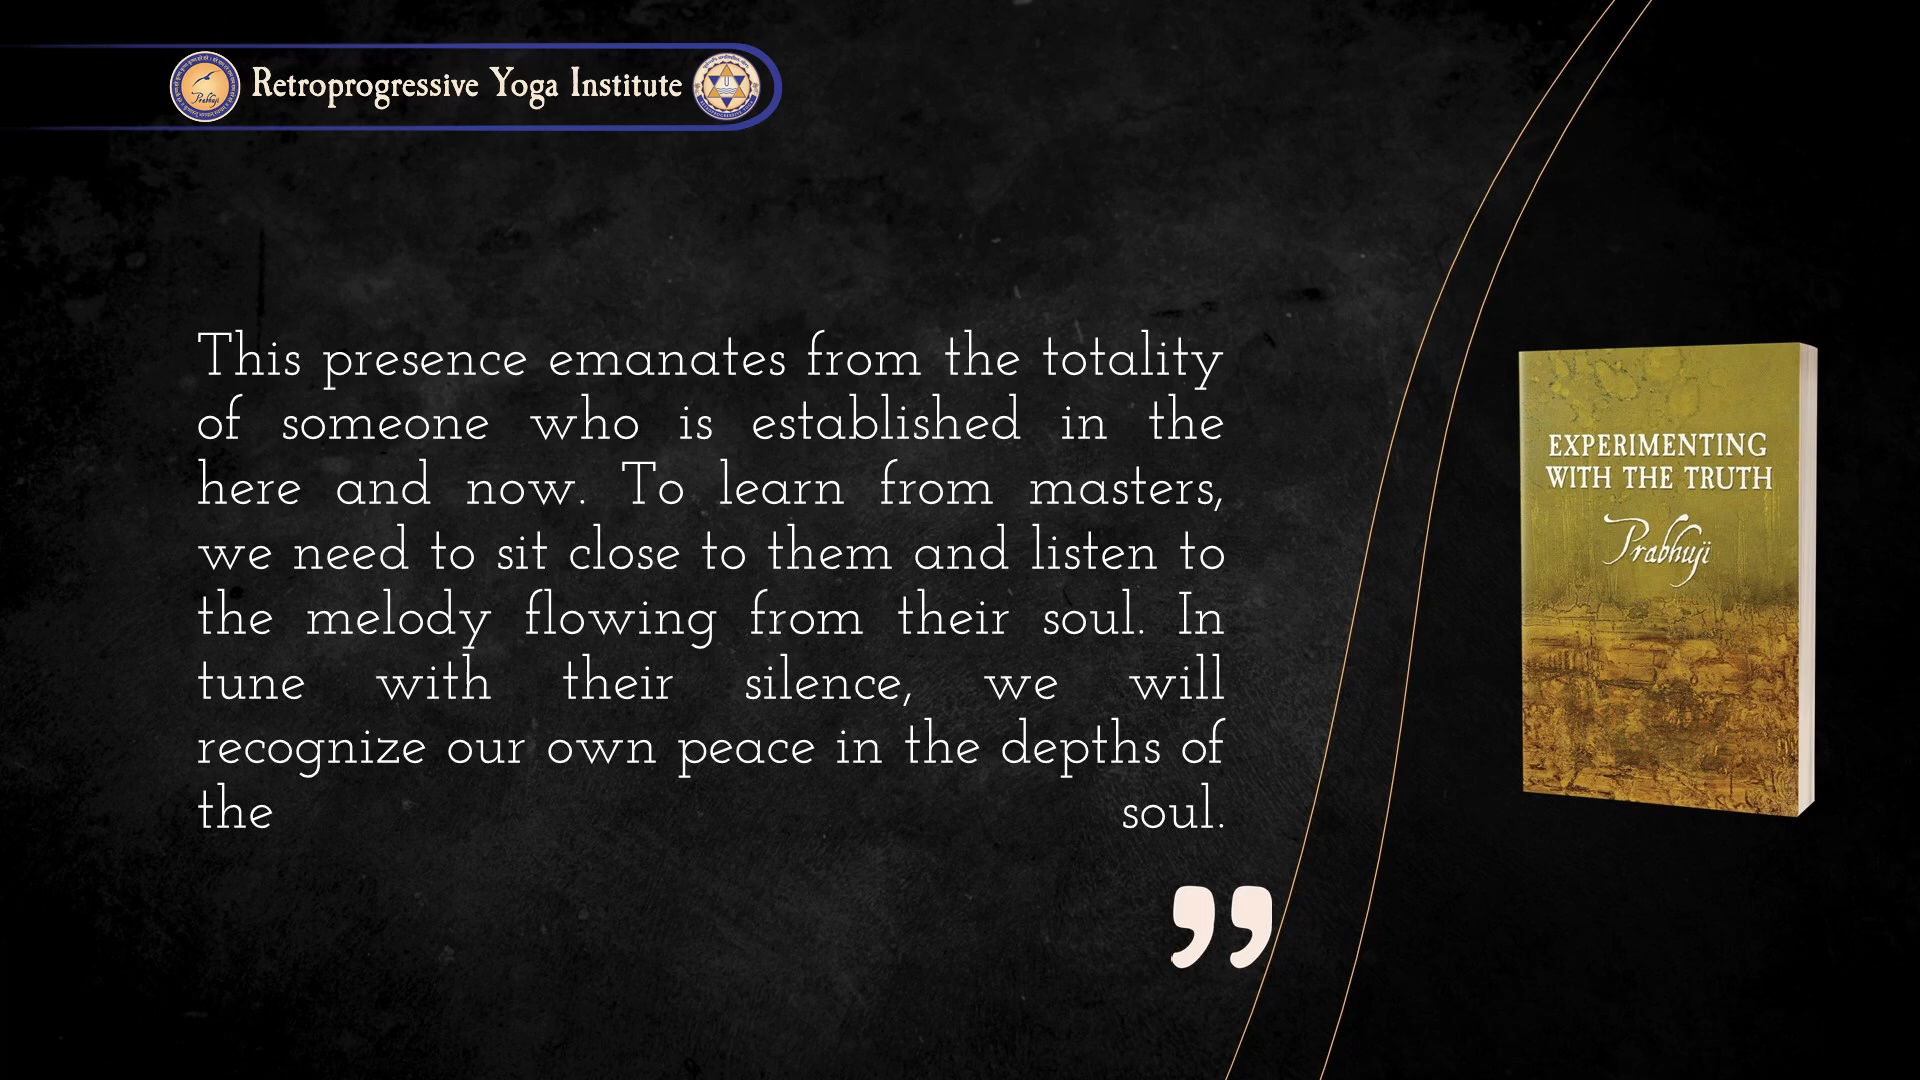 Prabhuji
Retroprogressive Yoga Institute
This presence emanates from the totality
of someone who is established in the
here and now. To learn from masters,
we need to sit close to them and listen to
the melody flowing from their soul. In
tune with their silence, we will
recognize our own peace in the depths of
the soul.
”
EXPERIMENTING
WITH THE TRUTH
Prabhuji